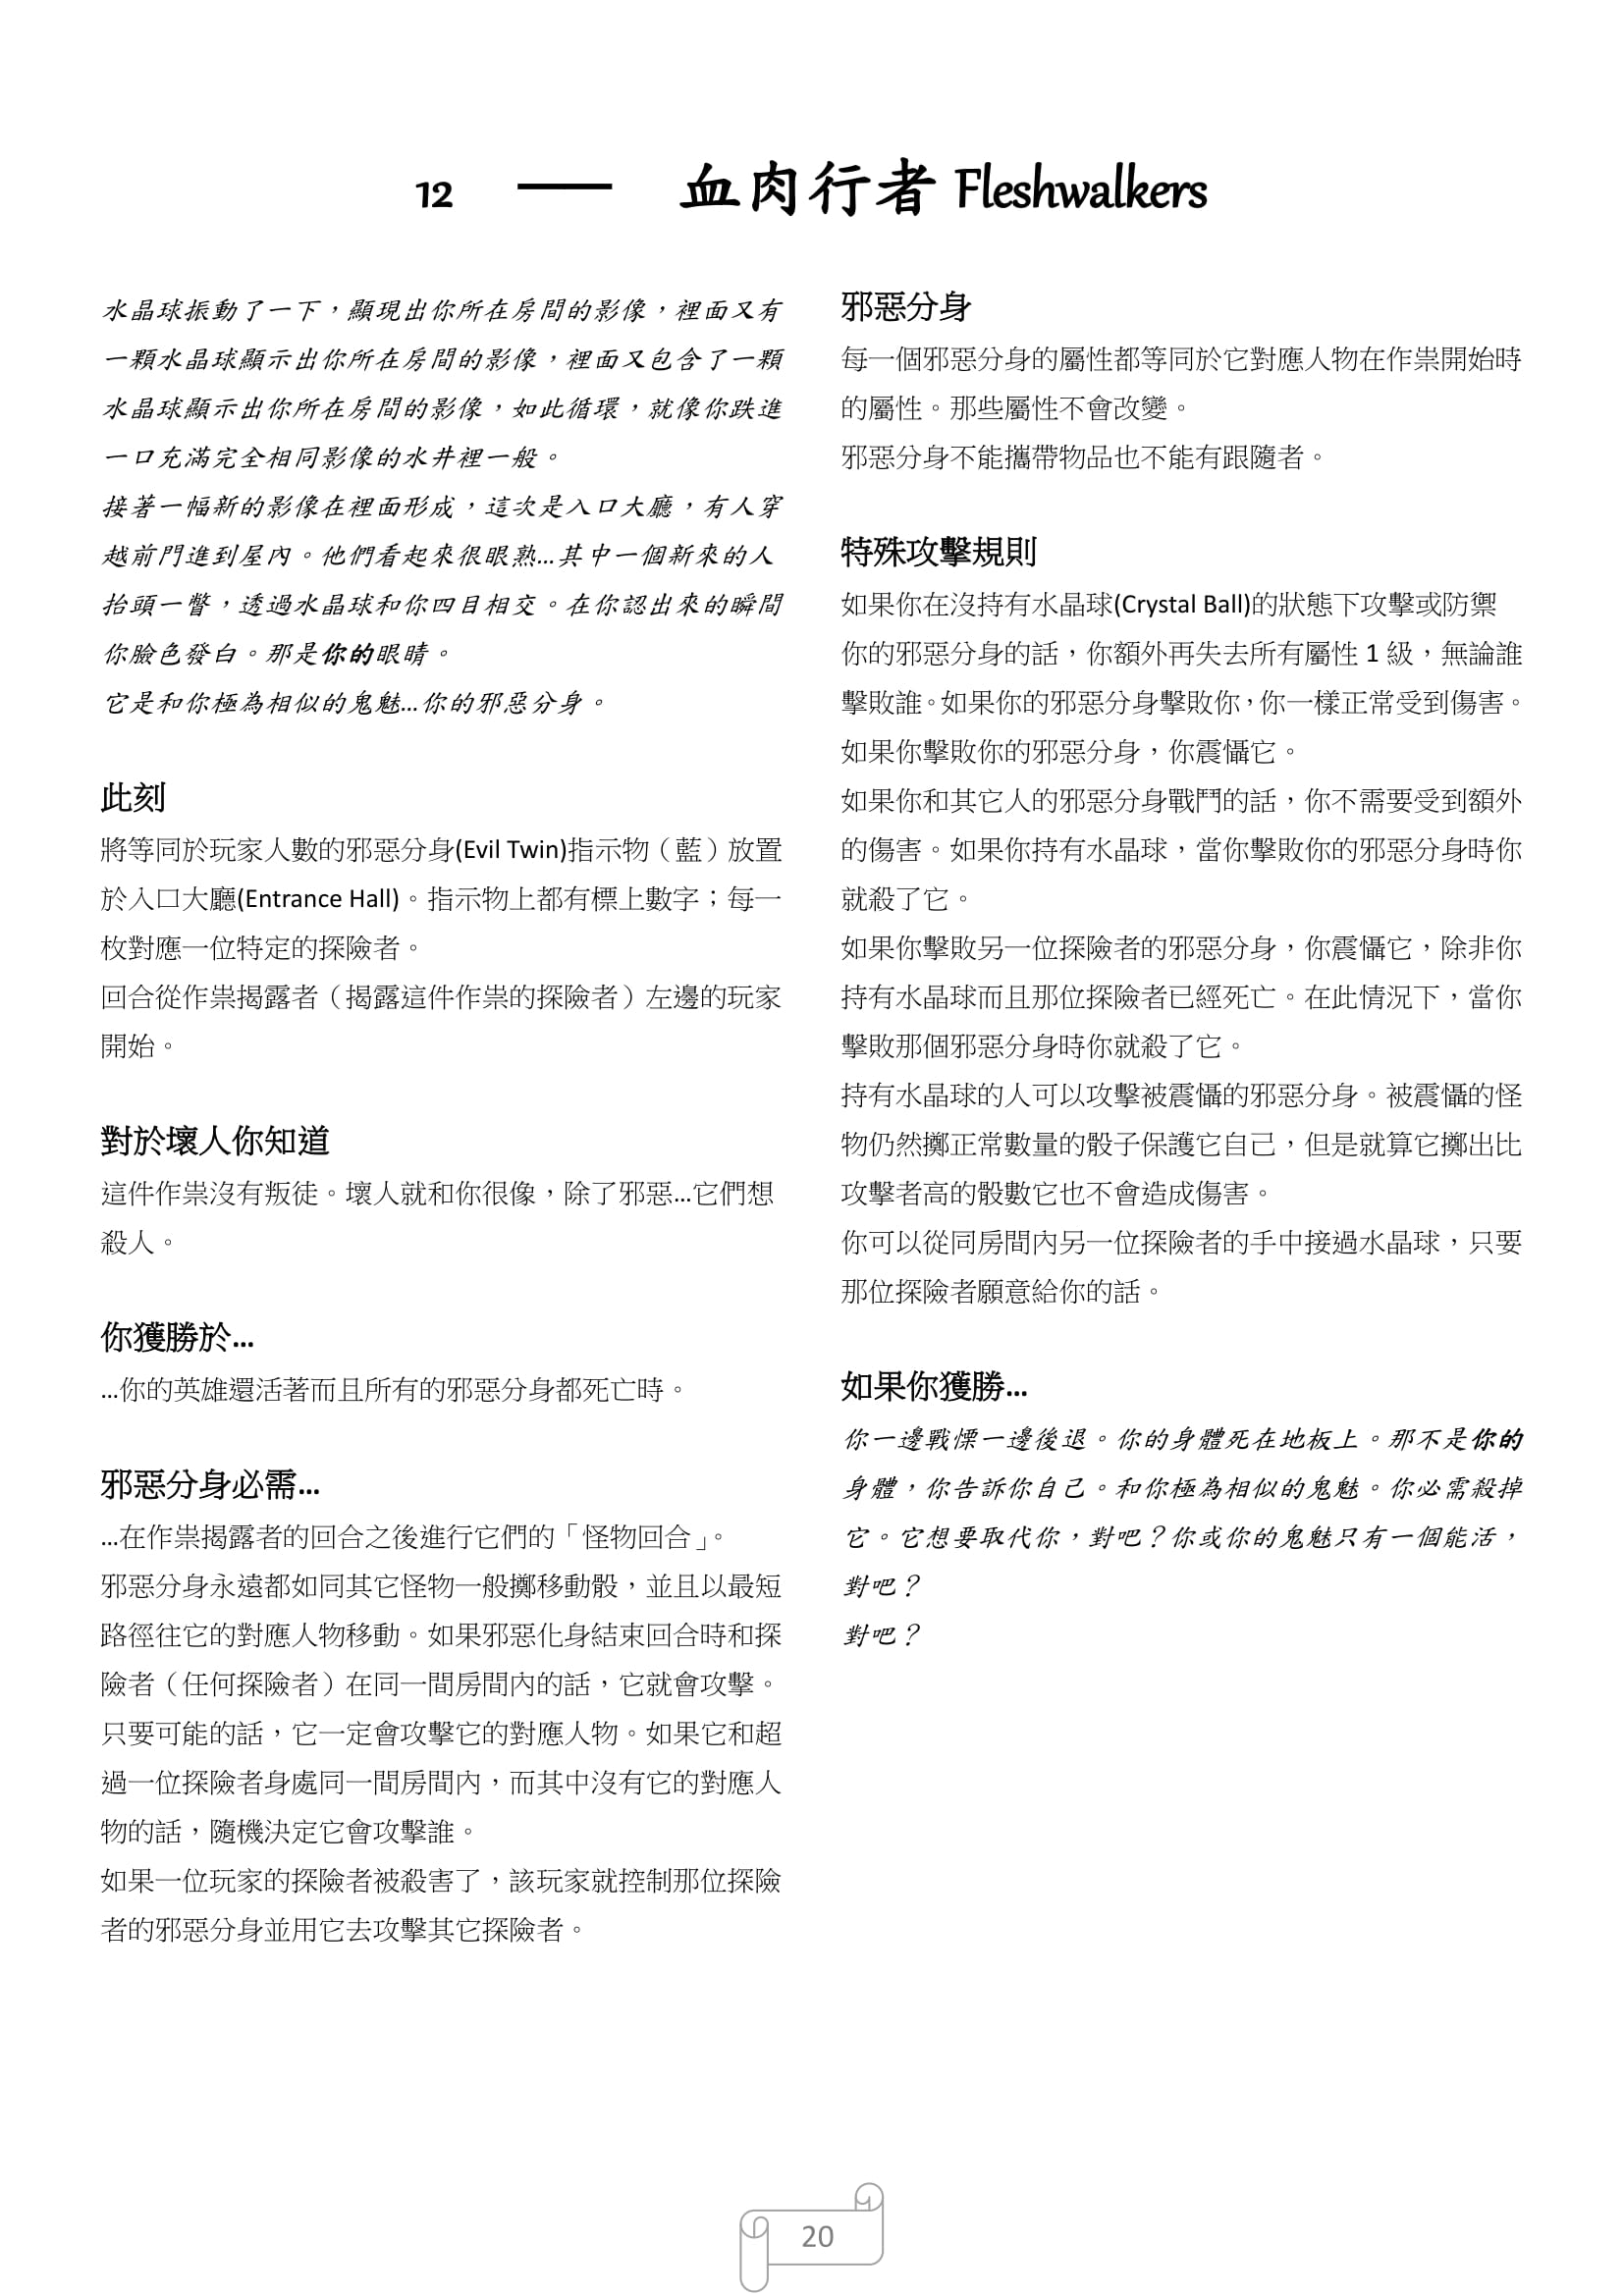 12 — 血肉行者 Fleshwalkers
水晶球振動了一下，顯現出你所在房間的影像，裡面又有
一顆水晶球顯示出你所在房間的影像，裡面又包含了一顆
水晶球顯示出你所在房間的影像，如此循環，就像你跌進
一口充滿完全相同影像的水井裡一般。
接著一幅新的影像在裡面形成，這次是入口大廳，有人穿
越前門進到屋內。他們看起來很眼熟…其中一個新來的人
抬頭一瞥，透過水晶球和你四目相交。在你認出來的瞬間
你臉色發白。那是你的眼睛。
它是和你極為相似的鬼魅…你的邪惡分身。
此刻
將等同於玩家人數的邪惡分身(Evil Twin)指示物（藍）放置
於入口大廳(Entrance Hall)。指示物上都有標上數字；每一
枚對應一位特定的探險者。
回合從作祟揭露者（揭露這件作祟的探險者）左邊的玩家
開始。
對於壞人你知道
這件作祟沒有叛徒。壞人就和你很像，除了邪惡…它們想
殺人。
你獲勝於…
…你的英雄還活著而且所有的邪惡分身都死亡時。
邪惡分身必需…
…在作祟揭露者的回合之後進行它們的「怪物回合」。
邪惡分身永遠都如同其它怪物一般擲移動骰，並且以最短
路徑往它的對應人物移動。如果邪惡化身結束回合時和探
險者（任何探險者）在同一間房間內的話，它就會攻擊。
只要可能的話，它一定會攻擊它的對應人物。如果它和超
過一位探險者身處同一間房間內，而其中沒有它的對應人
物的話，隨機決定它會攻擊誰。
如果一位玩家的探險者被殺害了，該玩家就控制那位探險
者的邪惡分身並用它去攻擊其它探險者。
邪惡分身
每一個邪惡分身的屬性都等同於它對應人物在作祟開始時
的屬性。那些屬性不會改變。
邪惡分身不能攜帶物品也不能有跟隨者。
特殊攻擊規則
如果你在沒持有水晶球(Crystal Ball)的狀態下攻擊或防禦
你的邪惡分身的話，你額外再失去所有屬性 1 級，無論誰
擊敗誰。如果你的邪惡分身擊敗你，你一樣正常受到傷害。
如果你擊敗你的邪惡分身，你震懾它。
如果你和其它人的邪惡分身戰鬥的話，你不需要受到額外
的傷害。如果你持有水晶球，當你擊敗你的邪惡分身時你
就殺了它。
如果你擊敗另一位探險者的邪惡分身，你震懾它，除非你
持有水晶球而且那位探險者已經死亡。在此情況下，當你
擊敗那個邪惡分身時你就殺了它。
持有水晶球的人可以攻擊被震懾的邪惡分身。被震懾的怪
物仍然擲正常數量的骰子保護它自己，但是就算它擲出比
攻擊者高的骰數它也不會造成傷害。
你可以從同房間內另一位探險者的手中接過水晶球，只要
那位探險者願意給你的話。
如果你獲勝…
你一邊戰慄一邊後退。你的身體死在地板上。那不是你的
身體，你告訴你自己。和你極為相似的鬼魅。你必需殺掉
它。它想要取代你，對吧？你或你的鬼魅只有一個能活，
對吧？
對吧？
20